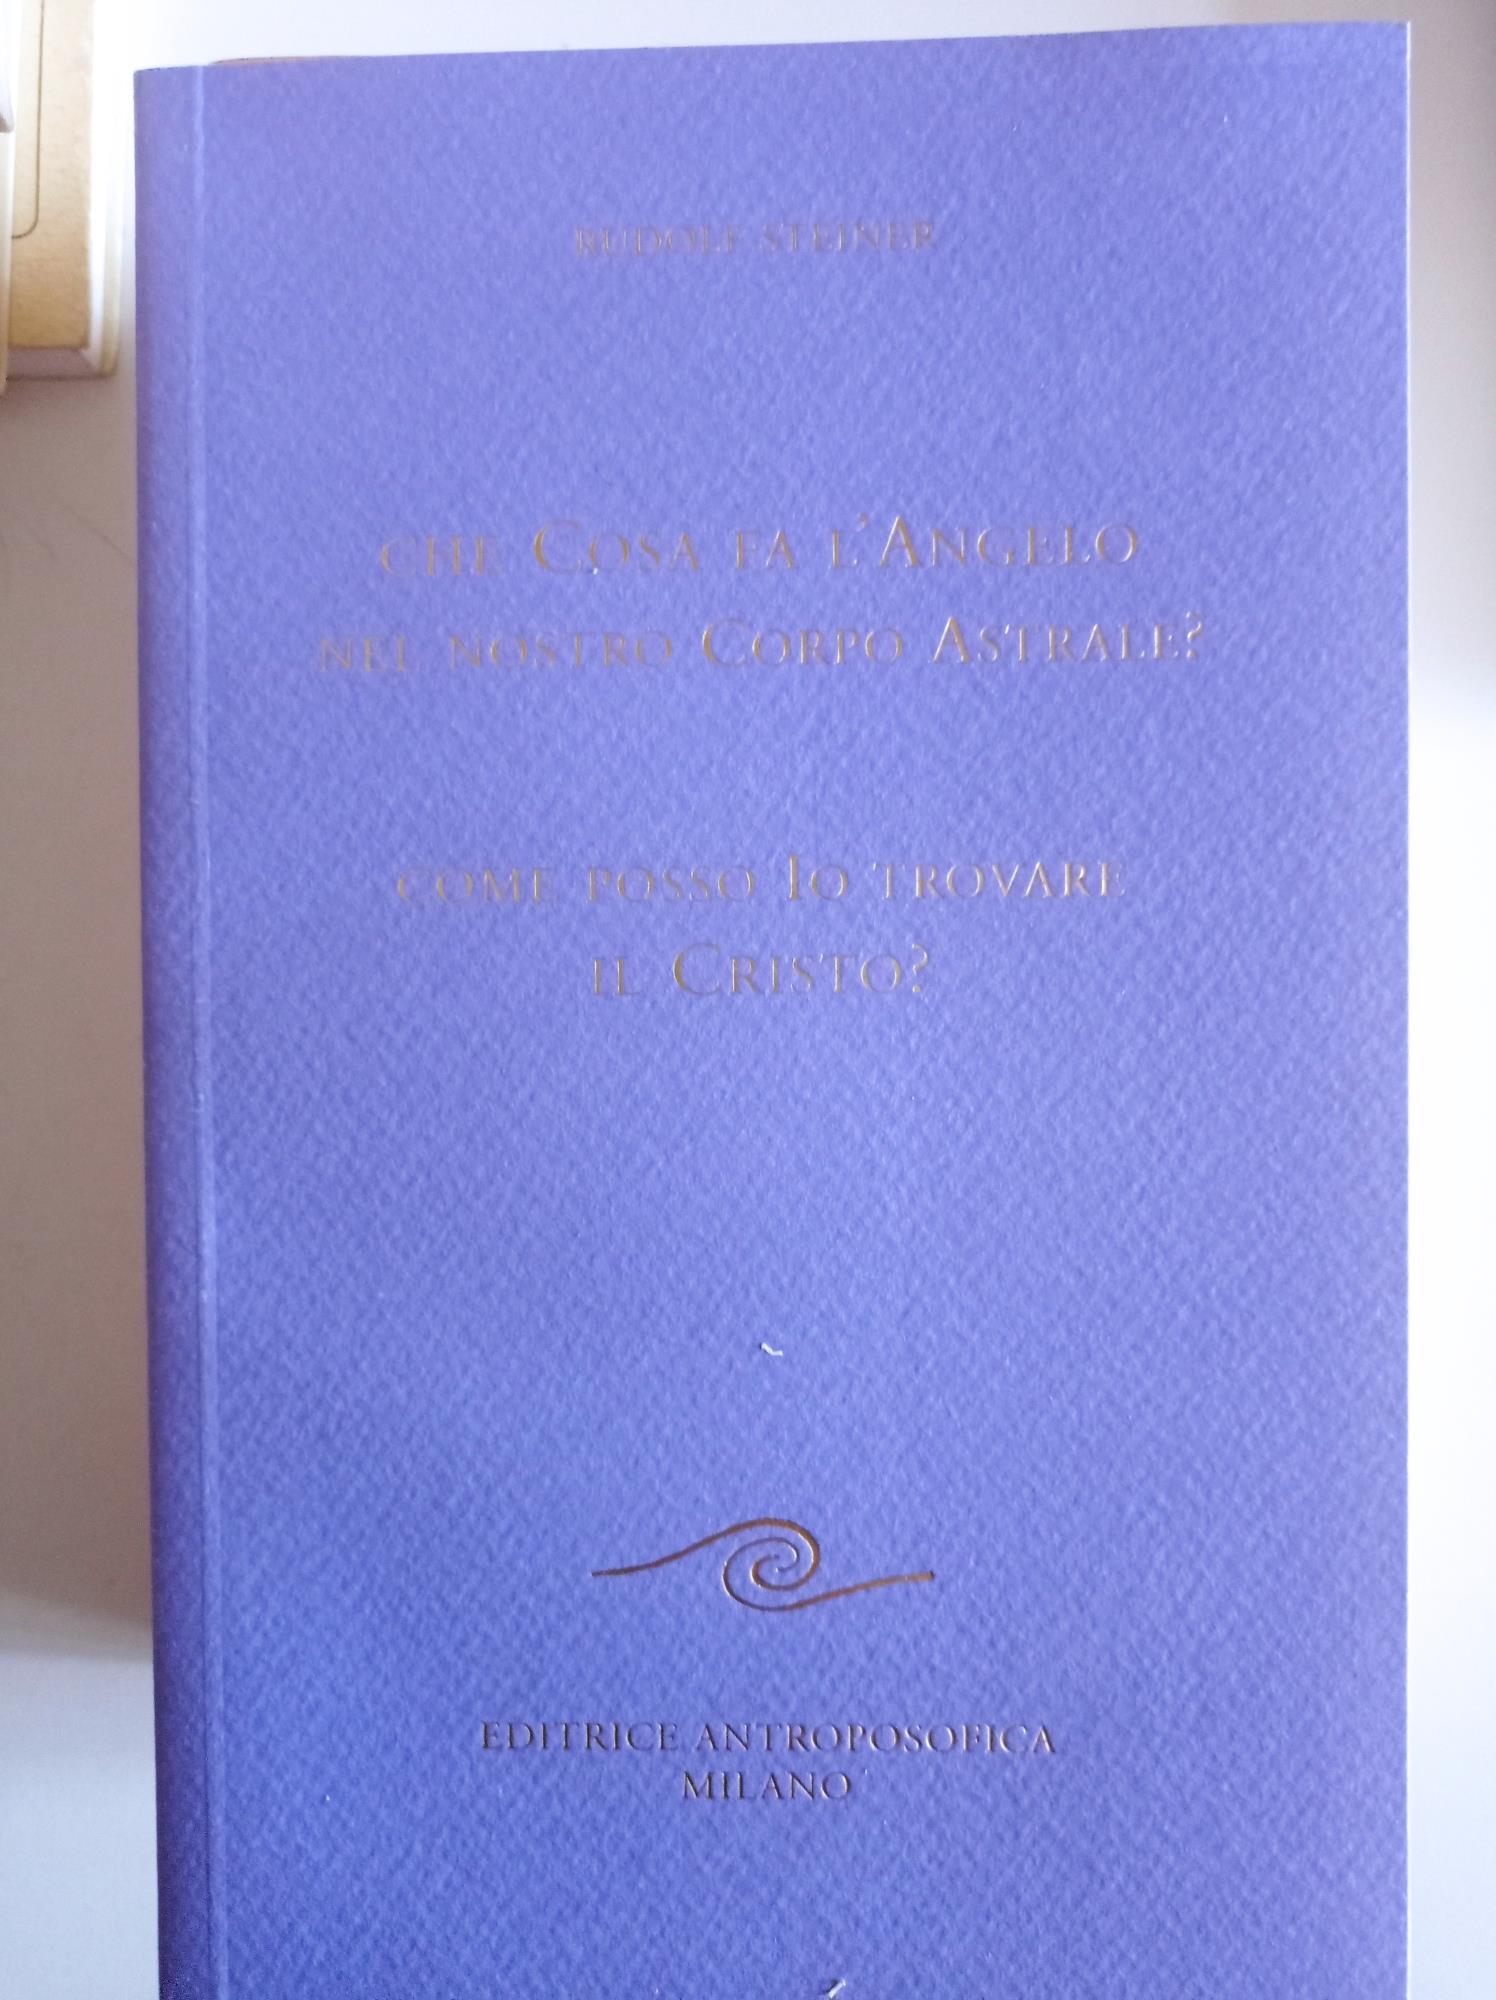 RUDOLF STEINER
CHE COSA FA L'ANGELO
NEL NOSTRO CORPO ASTRALE?
COME POSSO IO TROVARE
IL CRISTO?
EDITRICE ANTROPOSOFICA
MILANO